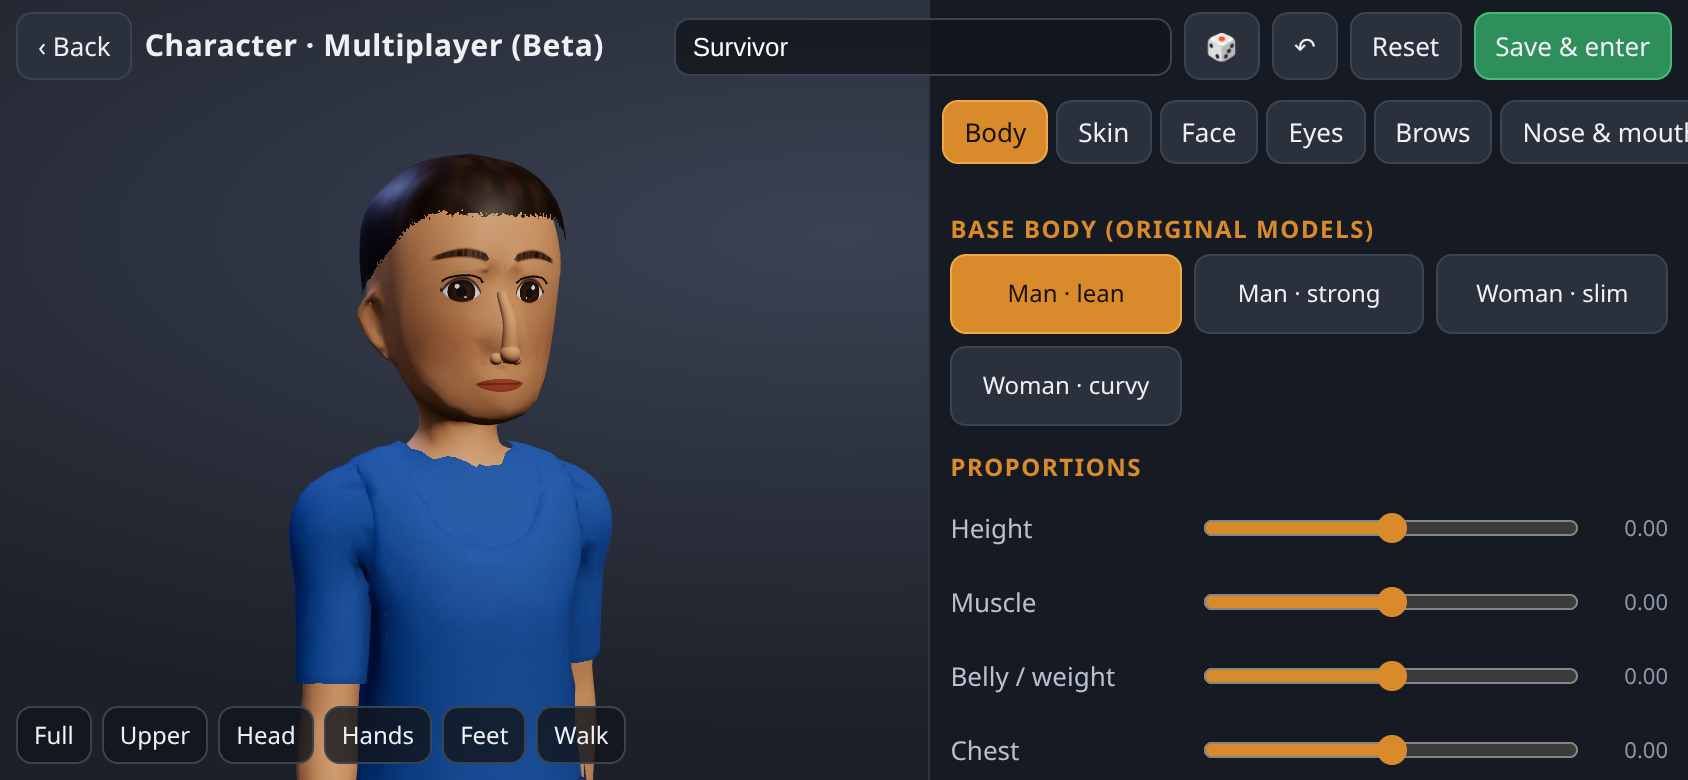 ‹ Back Character · Multiplayer (Beta) Survivor 🎲 ↶ Reset Save & enter
Body Skin Face Eyes Brows Nose & mouth
BASE BODY (ORIGINAL MODELS)
Man · lean Man · strong Woman · slim
Woman · curvy
PROPORTIONS
Height 0.00
Muscle 0.00
Belly / weight 0.00
Chest 0.00
Full Upper Head Hands Feet Walk